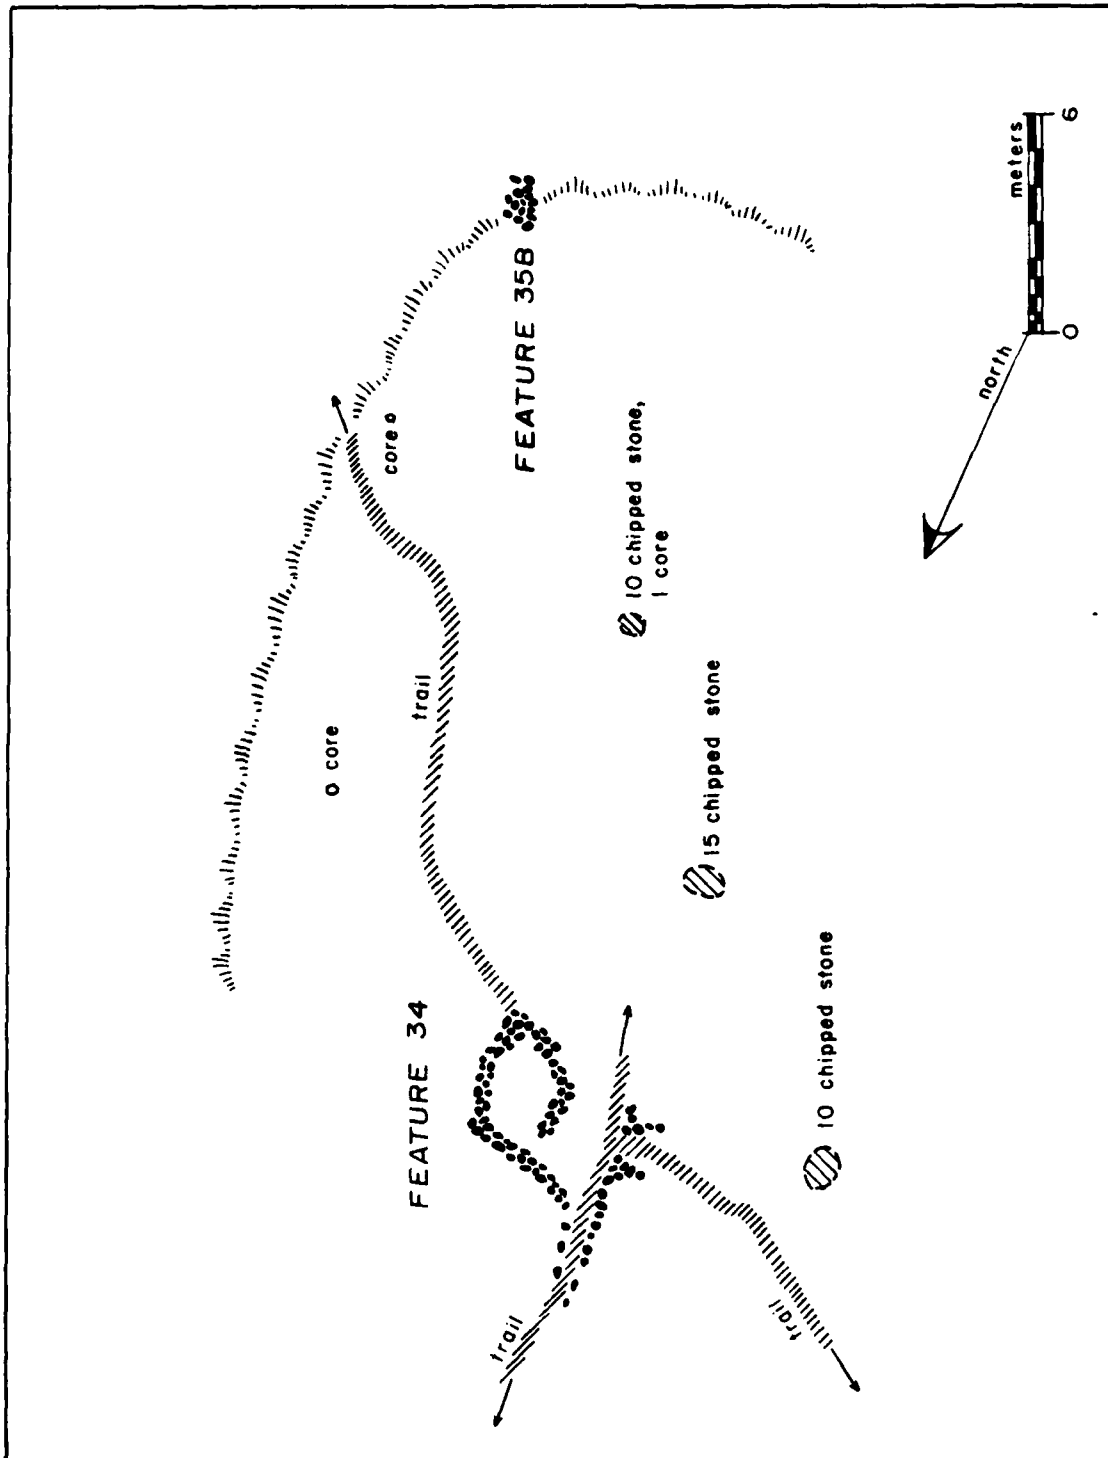 FEATURE 34
FEATURE 35B
core
core
trail
trail
trail
10 chipped stone
15 chipped stone
10 chipped stone,
1 core
north
meters
0
6